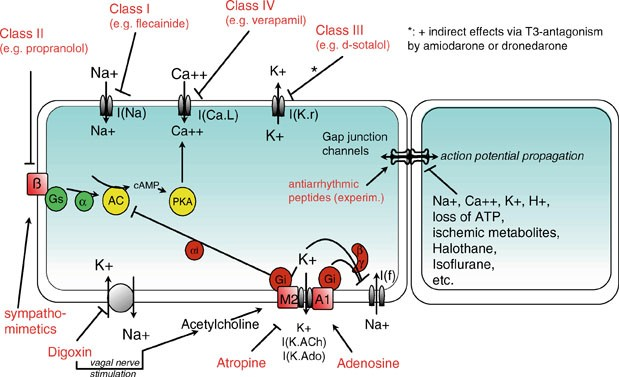 Class I
(e.g. flecainide)
Class IV
(e.g. verapamil)
Class II
(e.g. propranolol)
Class III
(e.g. d-sotalol)
*: + indirect effects via T3-antagonism
by amiodarone or dronedarone
*
Na+
Ca++
K+
I(Na)
I(Ca.L)
I(K.r)
Na+
Ca++
K+
Gap junction
channels
action potential propagation
ß
Gs
α
AC
cAMP
PKA
antiarrhythmic
peptides (experim.)
Na+, Ca++, K+, H+,
loss of ATP,
ischemic metabolites,
Halothane,
Isoflurane,
etc.
αi
K+
β
γ
Gi
Gi
I(f)
M2
A1
K+
Na+
Na+
sympatho-
mimetics
Acetylcholine
K+
I(K.ACh)
I(K.Ado)
Digoxin
vagal nerve
stimulation
Atropine
Adenosine